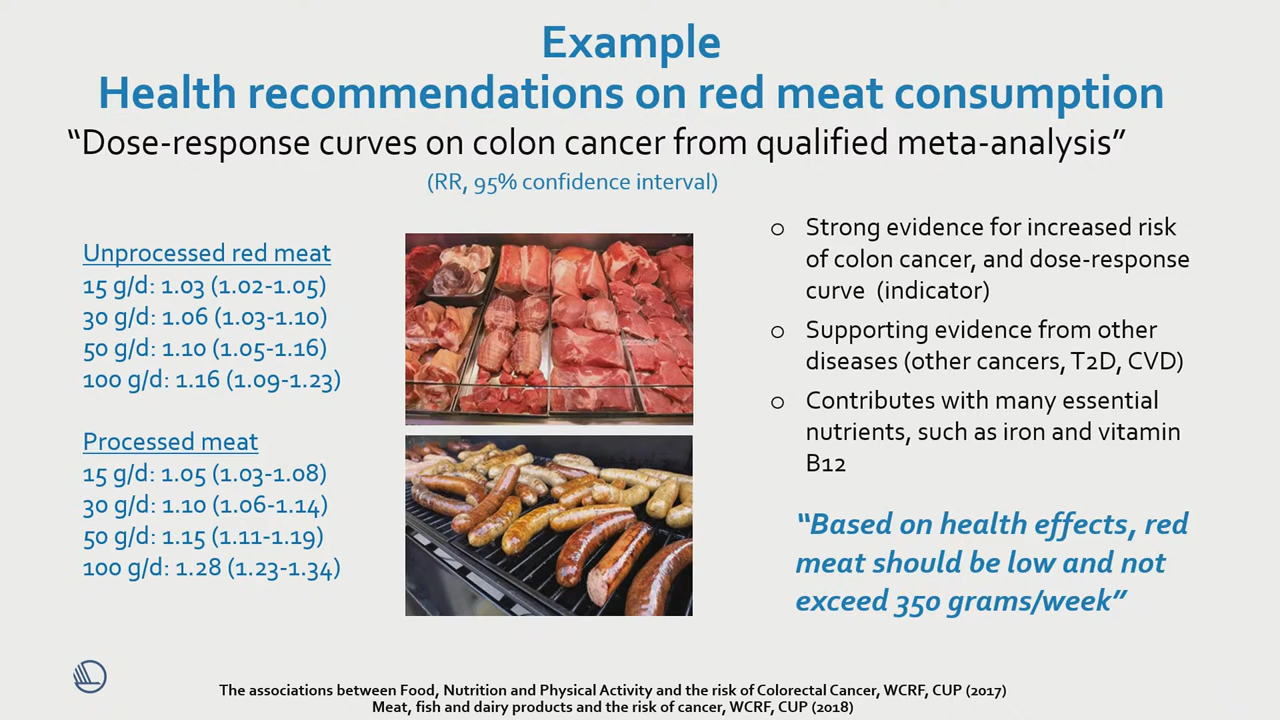 Example
Health recommendations on red meat consumption
“Dose-response curves on colon cancer from qualified meta-analysis”
(RR, 95% confidence interval)
Unprocessed red meat
15 g/d: 1.03 (1.02-1.05)
30 g/d: 1.06 (1.03-1.10)
50 g/d: 1.10 (1.05-1.16)
100 g/d: 1.16 (1.09-1.23)
Processed meat
15 g/d: 1.05 (1.03-1.08)
30 g/d: 1.10 (1.06-1.14)
50 g/d: 1.15 (1.11-1.19)
100 g/d: 1.28 (1.23-1.34)
o Strong evidence for increased risk
of colon cancer, and dose-response
curve (indicator)
o Supporting evidence from other
diseases (other cancers, T2D, CVD)
o Contributes with many essential
nutrients, such as iron and vitamin
B12
“Based on health effects, red
meat should be low and not
exceed 350 grams/week”
The associations between Food, Nutrition and Physical Activity and the risk of Colorectal Cancer, WCRF, CUP (2017)
Meat, fish and dairy products and the risk of cancer, WCRF, CUP (2018)